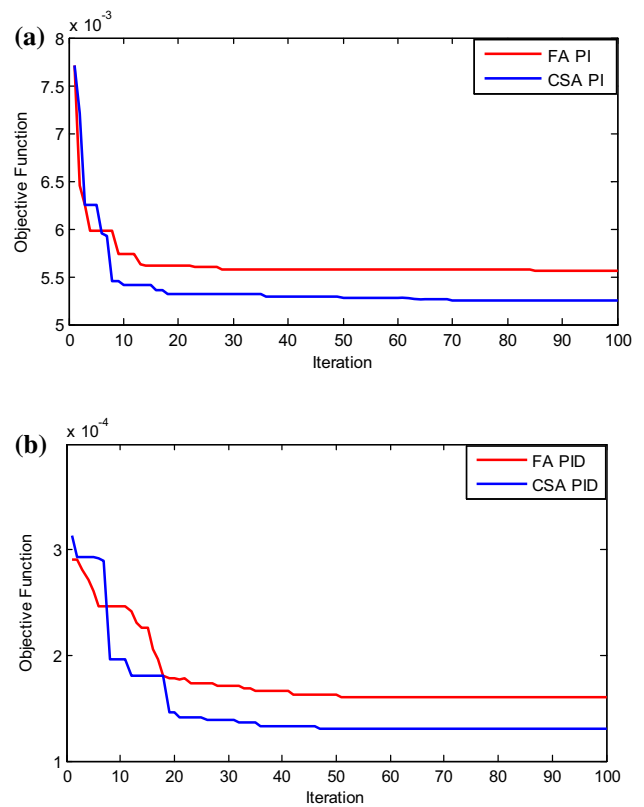 (a)
x 10^-3
8
7.5
7
6.5
6
5.5
5
Objective Function
FA PI
CSA PI
0 10 20 30 40 50 60 70 80 90 100
Iteration
(b)
x 10^-4
3
2
1
Objective Function
FA PID
CSA PID
0 10 20 30 40 50 60 70 80 90 100
Iteration